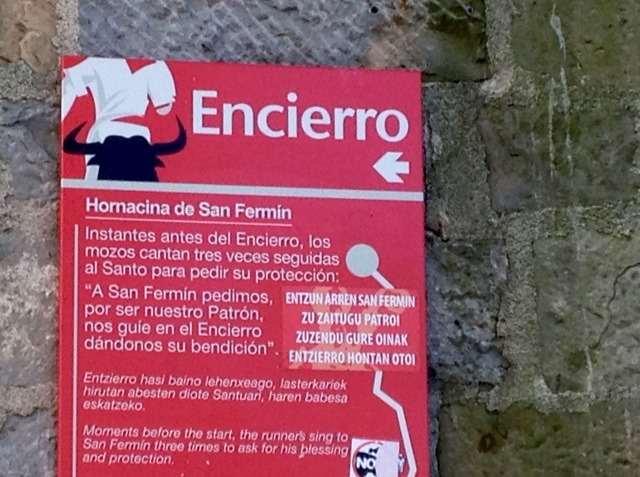 Encierro
Hornacina de San Fermín
Instantes antes del Encierro, los
mozos cantan tres veces seguidas
al Santo para pedir su protección:
“A San Fermín pedimos,
por ser nuestro Patrón,
nos guíe en el Encierro
dándonos su bendición”.
ENTZUN ARREN SAN FERMIN
ZU ZAITUGU PATROI
ZUZENDU GURE OINAK
ENTZIERRO HONTAN OTOI
Entzierro hasi baino lehenxeago, lasterkariek
hirutan abesten diote Santuari, haren babesa
eskatzeko.
Moments before the start, the runner's sing to
San Fermín three times to ask for his blessing
and protection.
NO